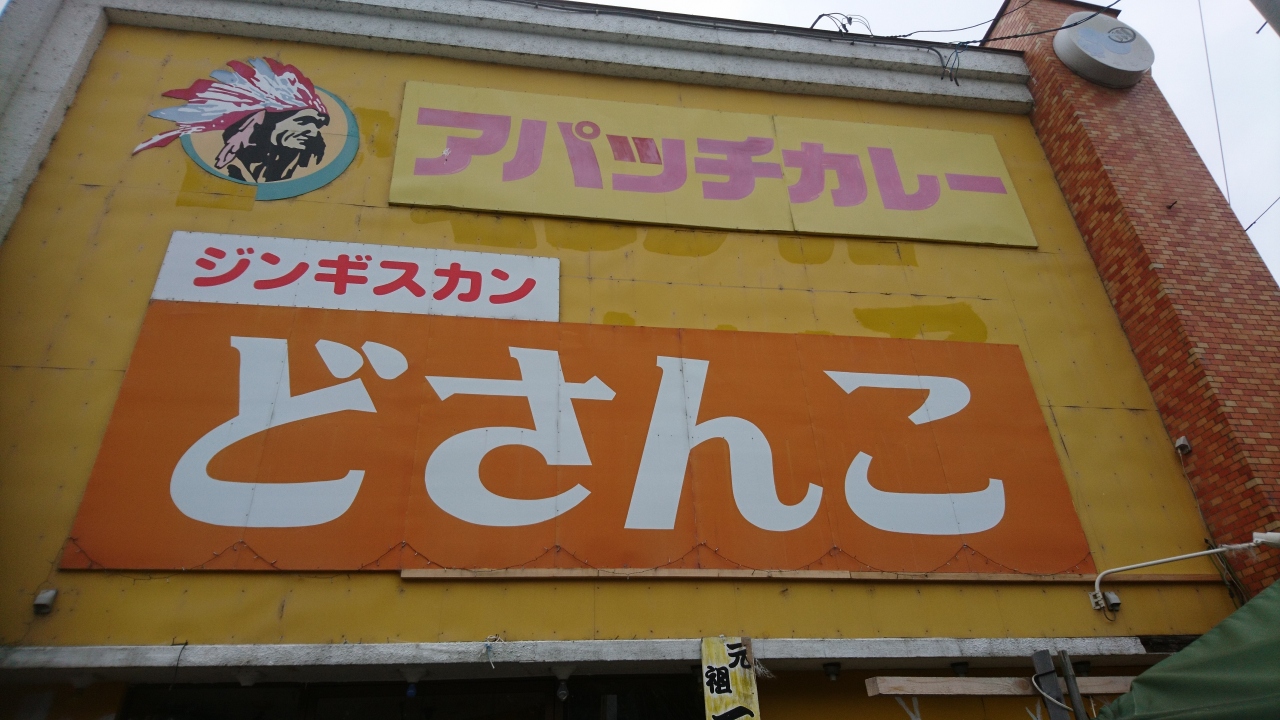 アパッチカレー
ジンギスカン
どさんこ
元祖